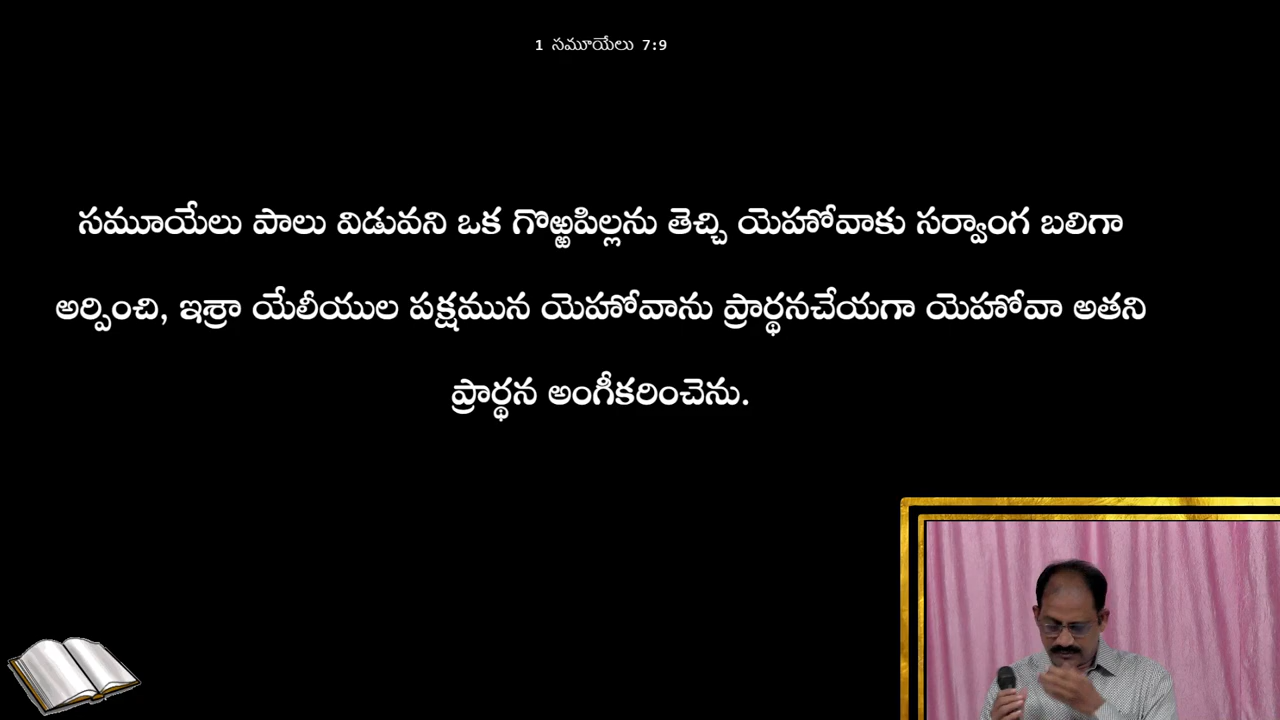 1 సమూయేలు 7:9
సమూయేలు పాలు విడువని ఒక గొఱ్ఱపిల్లను తెచ్చి యెహోవాకు సర్వాంగ బలిగా
అర్పించి, ఇశ్రా యేలీయుల పక్షమున యెహోవాను ప్రార్థనచేయగా యెహోవా అతని
ప్రార్థన అంగీకరించెను.